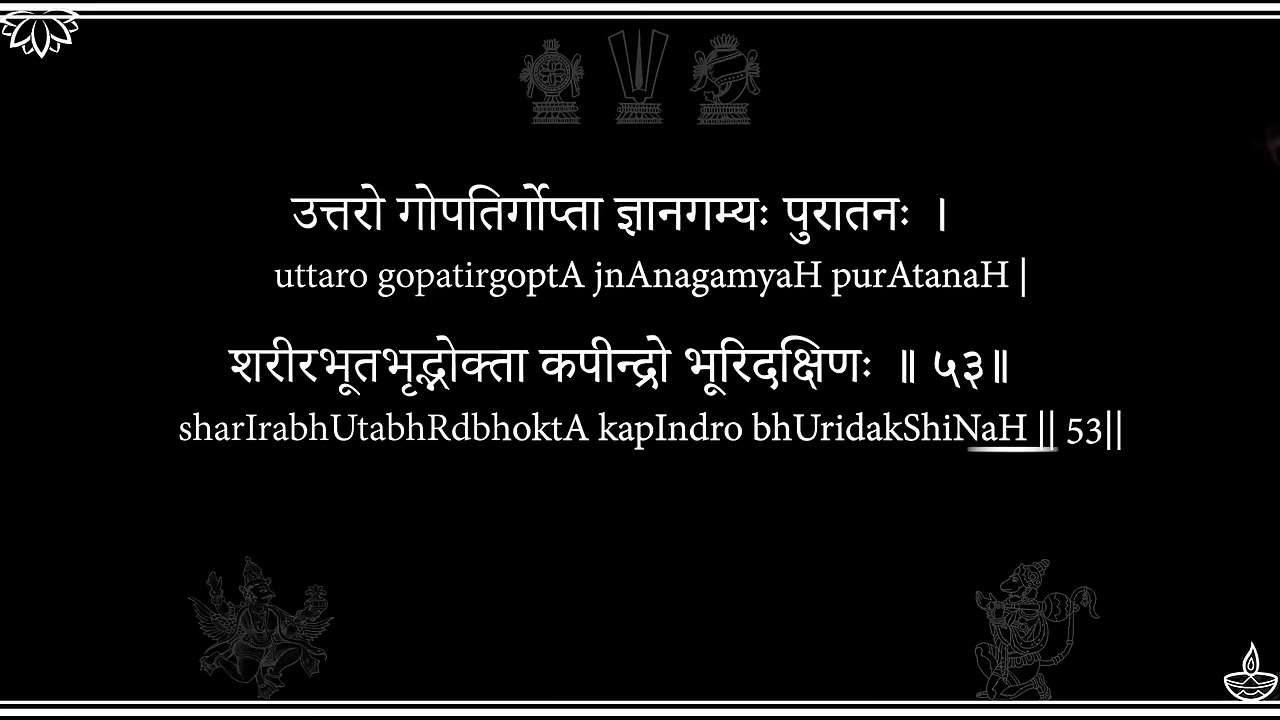 उत्तरो गोपतिर्गोप्ता ज्ञानगम्यः पुरातनः ।
uttaro gopatirgoptA jnAnagamyaH purAtanaH |
शरीरभूतभृद्भोक्ता कपीन्द्रो भूरिदक्षिणः ॥ ५३॥
sharIrabhUtabhRdbhoktA kapIndro bhUridakShiNaH || 53||